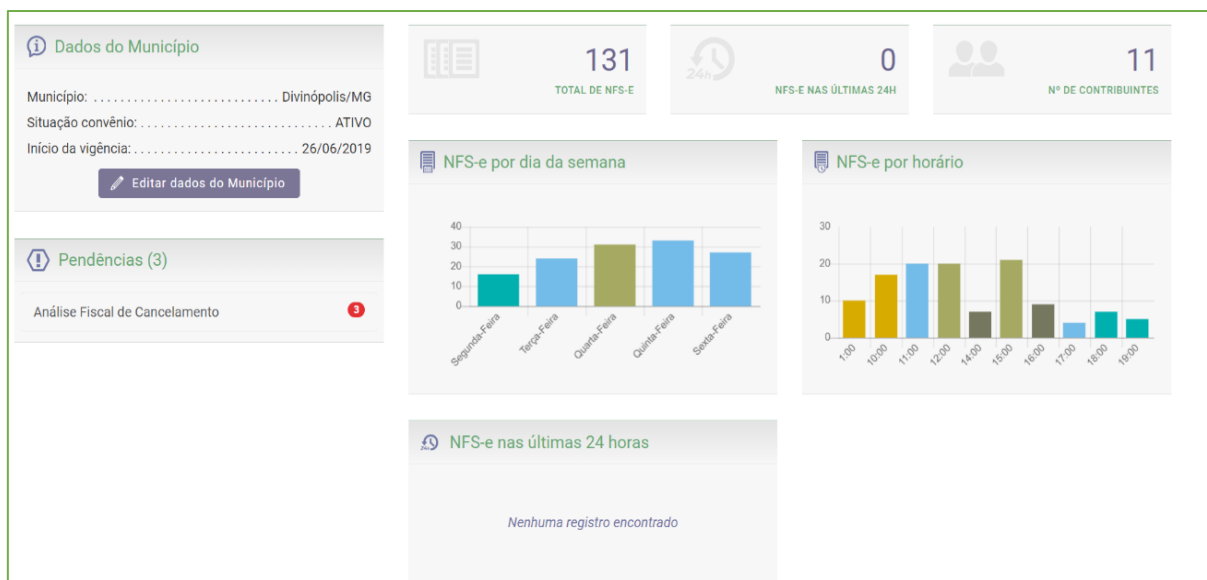 Dados do Município
Município: ............................ Divinópolis/MG
Situação convênio: ............................. ATIVO
Início da vigência: ........................ 26/06/2019
Editar dados do Município
Pendências (3)
Análise Fiscal de Cancelamento 3
131
TOTAL DE NFS-E
24h
0
NFS-E NAS ÚLTIMAS 24H
11
Nº DE CONTRIBUINTES
NFS-e por dia da semana
40
30
20
10
0
Segunda-Feira
Terça-Feira
Quarta-Feira
Quinta-Feira
Sexta-Feira
NFS-e por horário
30
20
10
0
1:00
10:00
11:00
12:00
14:00
15:00
16:00
17:00
18:00
19:00
NFS-e nas últimas 24 horas
Nenhuma registro encontrado